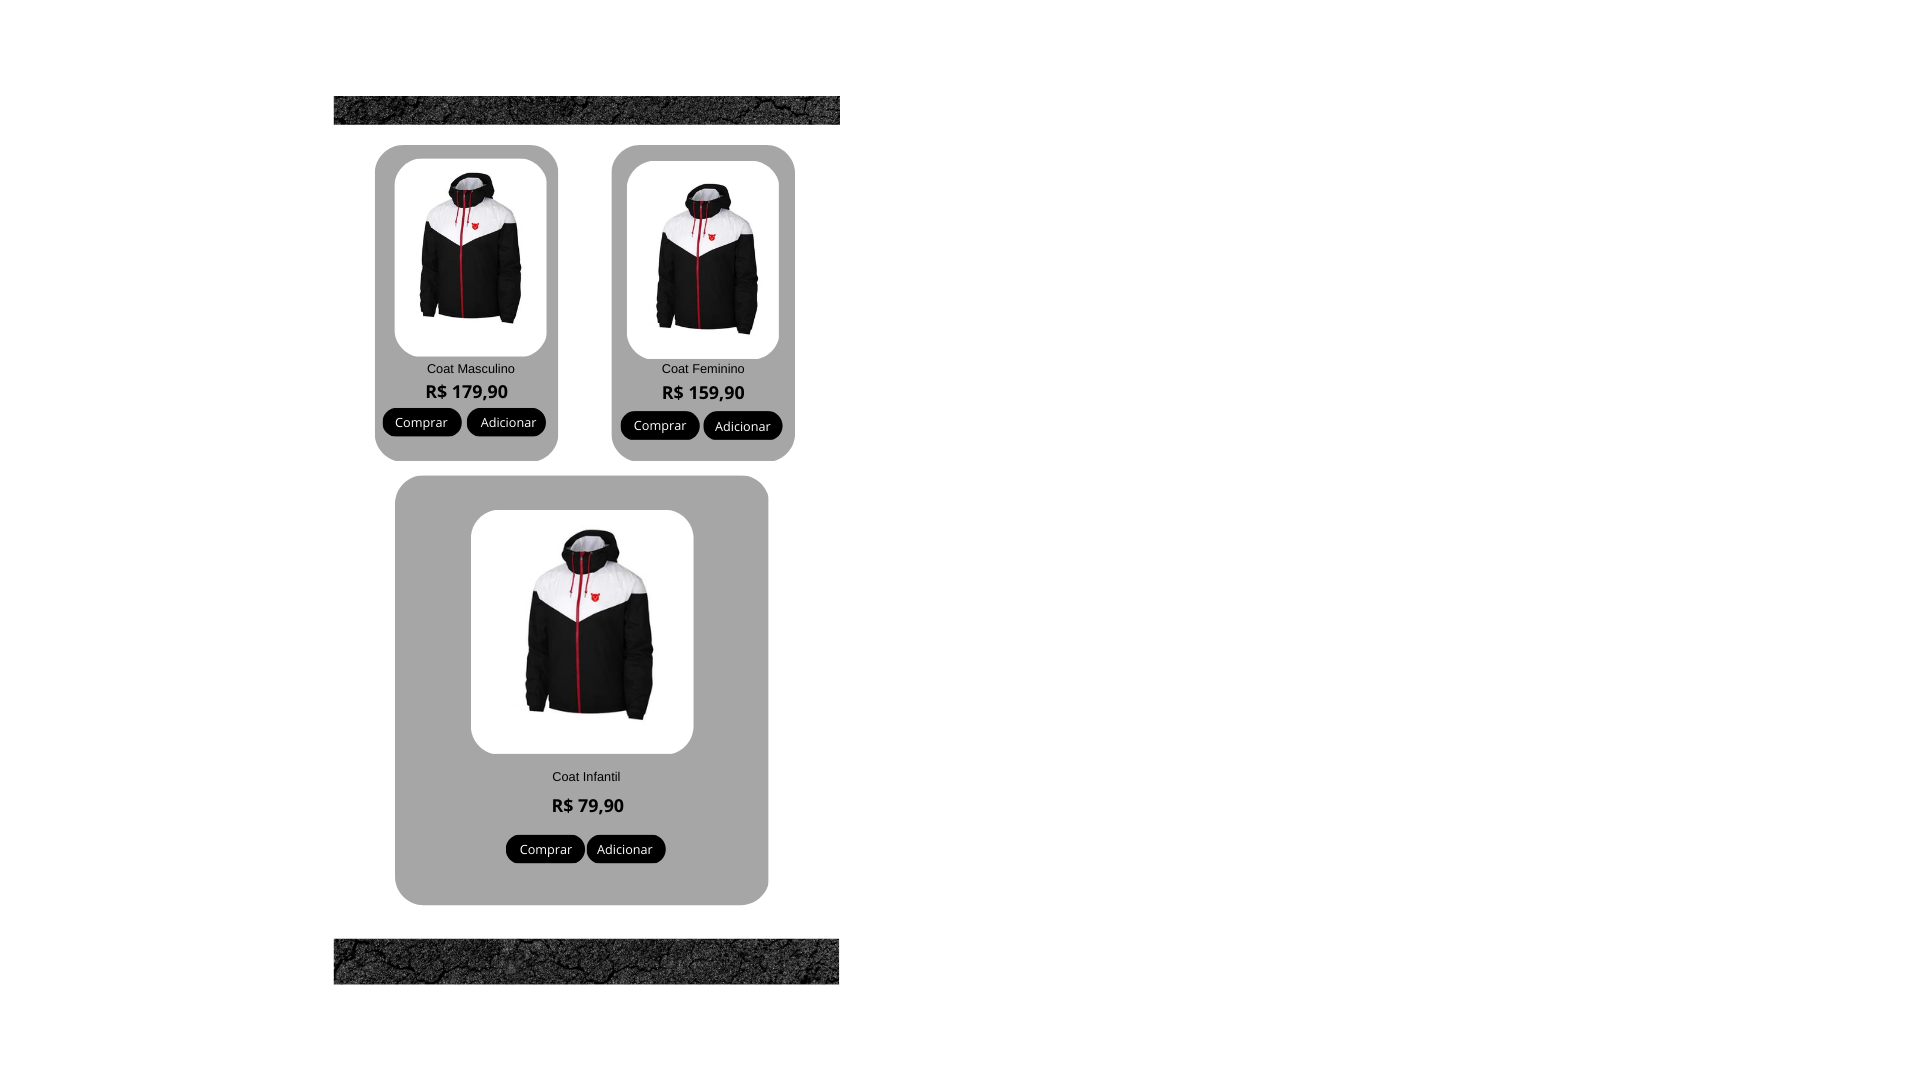 Coat Masculino
R$ 179,90
Comprar
Adicionar
Coat Feminino
R$ 159,90
Comprar
Adicionar
Coat Infantil
R$ 79,90
Comprar
Adicionar